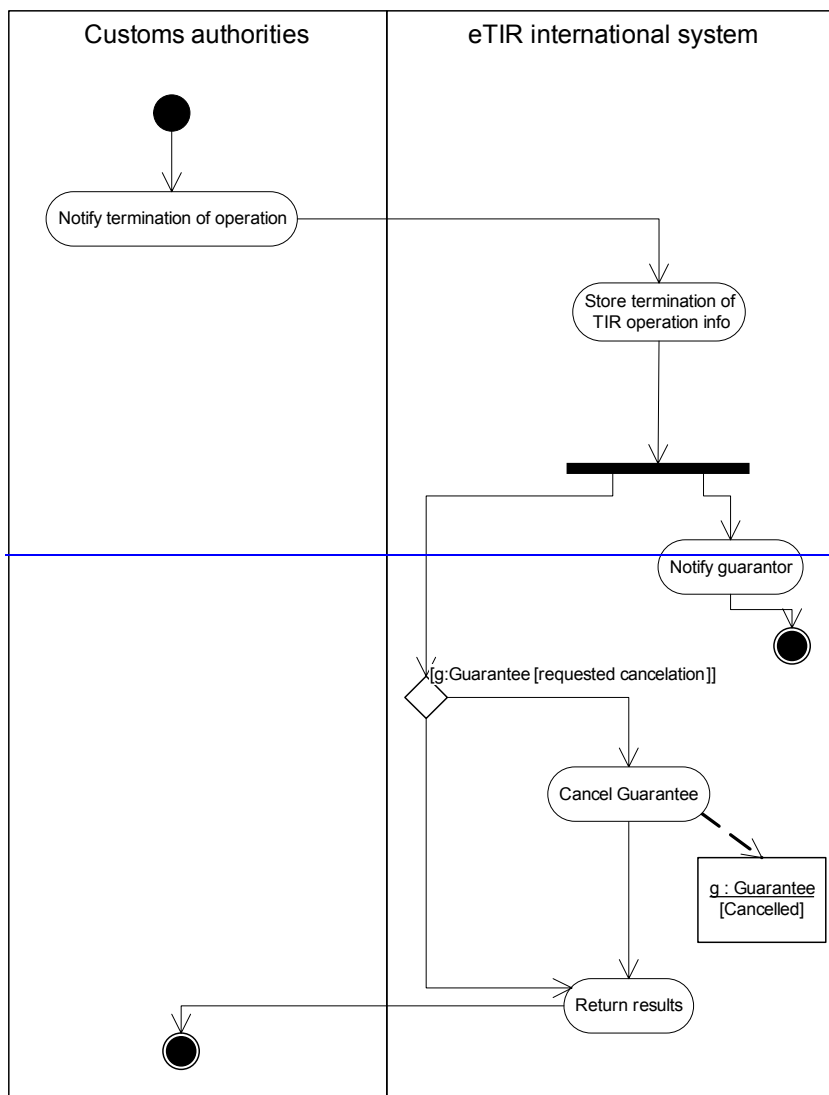 Customs authorities
eTIR international system
Notify termination of operation
Store termination of
TIR operation info
Notify guarantor
[g:Guarantee [requested cancelation]]
Cancel Guarantee
g : Guarantee
[Cancelled]
Return results